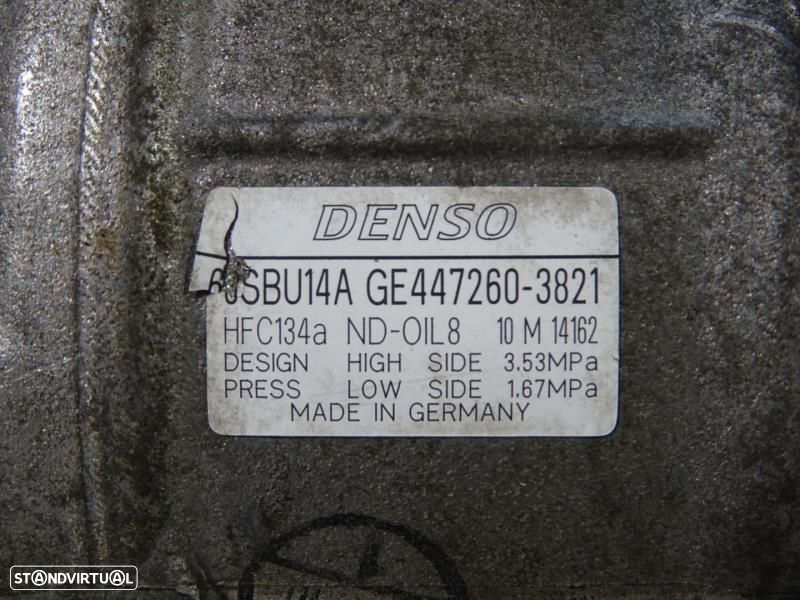 DENSO
6JSBU14A GE447260-3821
HFC134a ND-OIL8 10 M 14162
DESIGN HIGH SIDE 3.53MPa
PRESS LOW SIDE 1.67MPa
MADE IN GERMANY
STANDVIRTUAL